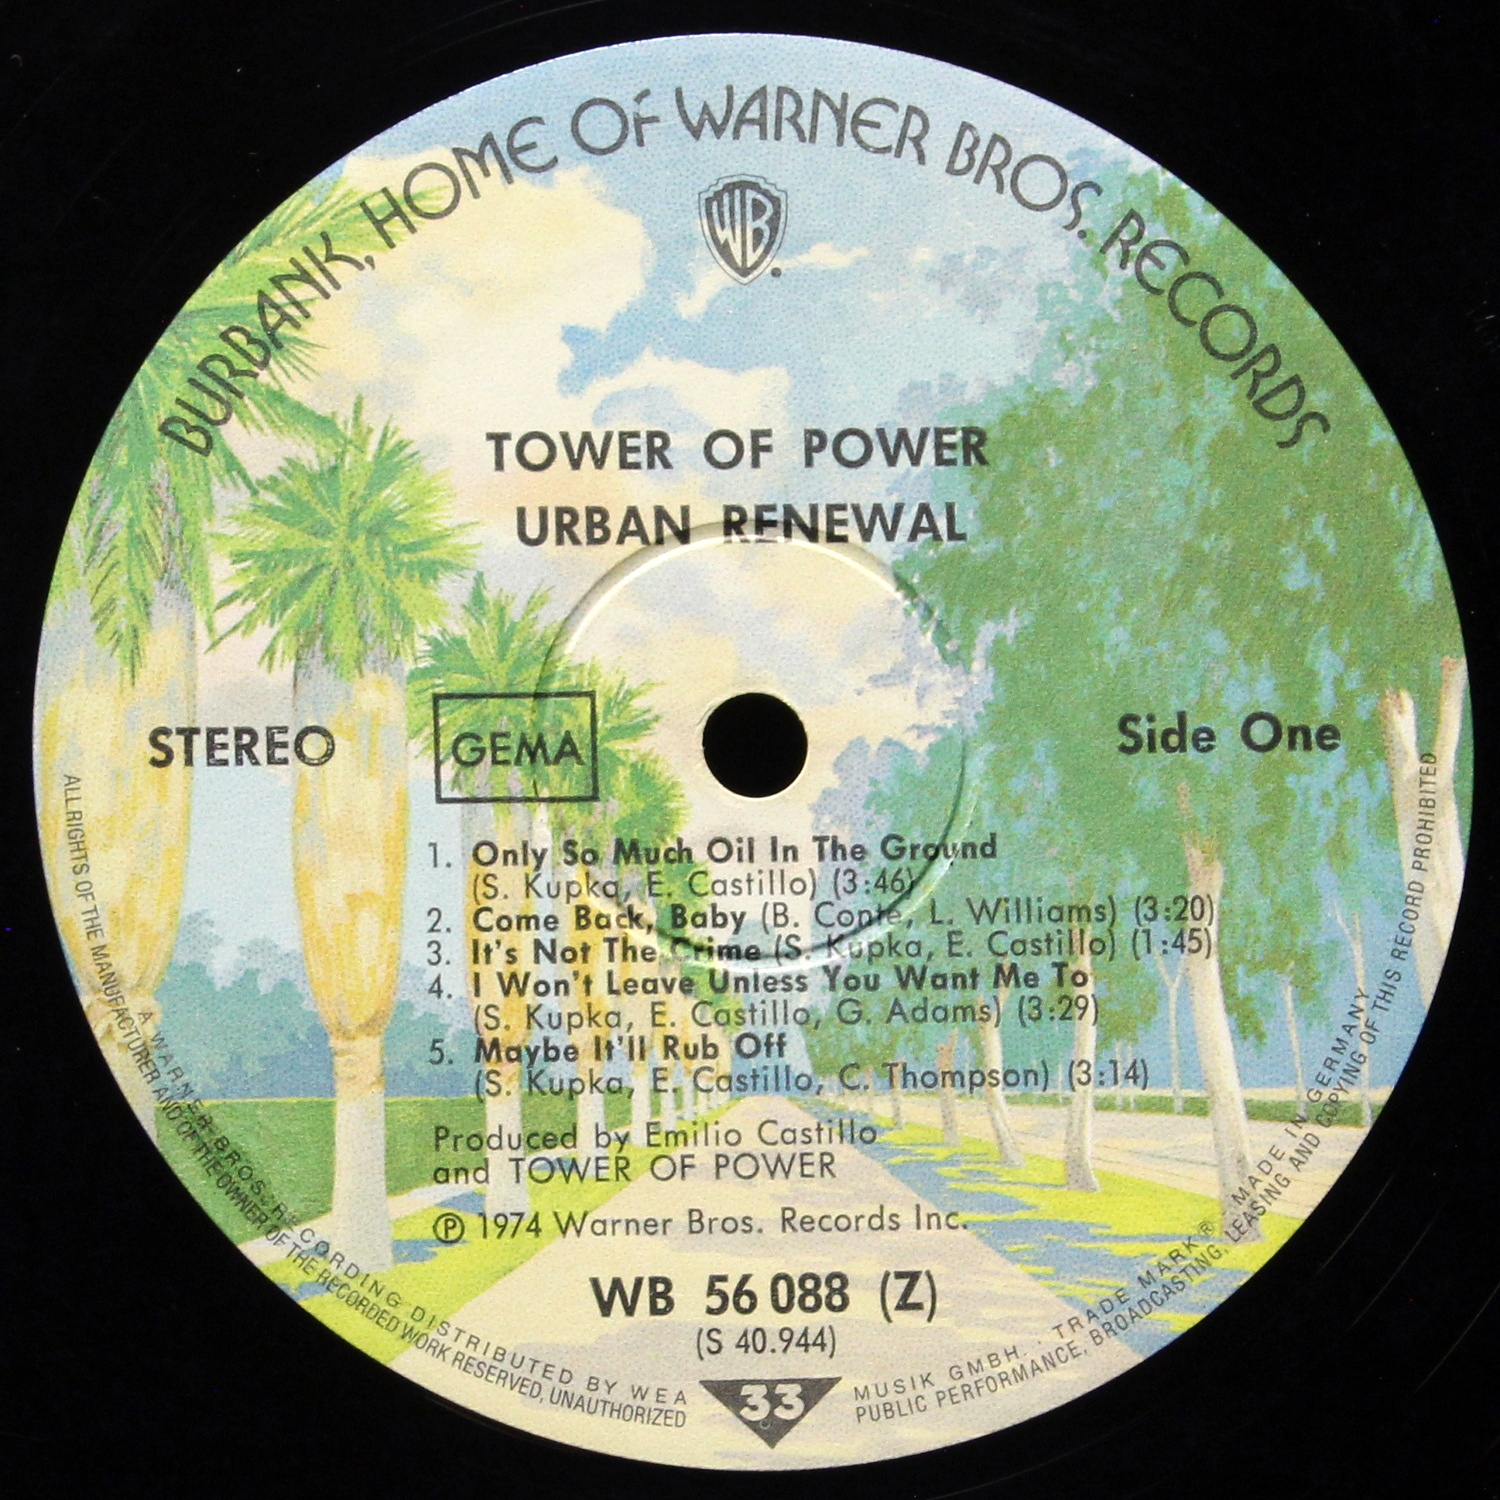 BURBANK, HOME OF WARNER BROS. RECORDS
WB
TOWER OF POWER
URBAN RENEWAL
STEREO
GEMA
Side One
1. Only So Much Oil In The Ground
(S. Kupka, E. Castillo) (3:46)
2. Come Back, Baby (B. Conte, L. Williams) (3:20)
3. It's Not The Crime (S. Kupka, E. Castillo) (1:45)
4. I Won't Leave Unless You Want Me To
(S. Kupka, E. Castillo, G. Adams) (3:29)
5. Maybe It'll Rub Off
(S. Kupka, E. Castillo, C. Thompson) (3:14)
Produced by Emilio Castillo
and TOWER OF POWER
℗ 1974 Warner Bros. Records Inc.
WB 56 088 (Z)
(S 40.944)
33
A WARNER BROS. RECORDING DISTRIBUTED BY WEA MUSIK GMBH. . TRADE MARK ® MADE IN GERMANY
ALL RIGHTS OF THE MANUFACTURER AND OF THE OWNER OF THE RECORDED WORK RESERVED, UNAUTHORIZED PUBLIC PERFORMANCE, BROADCASTING, LEASING AND COPYING OF THIS RECORD PROHIBITED